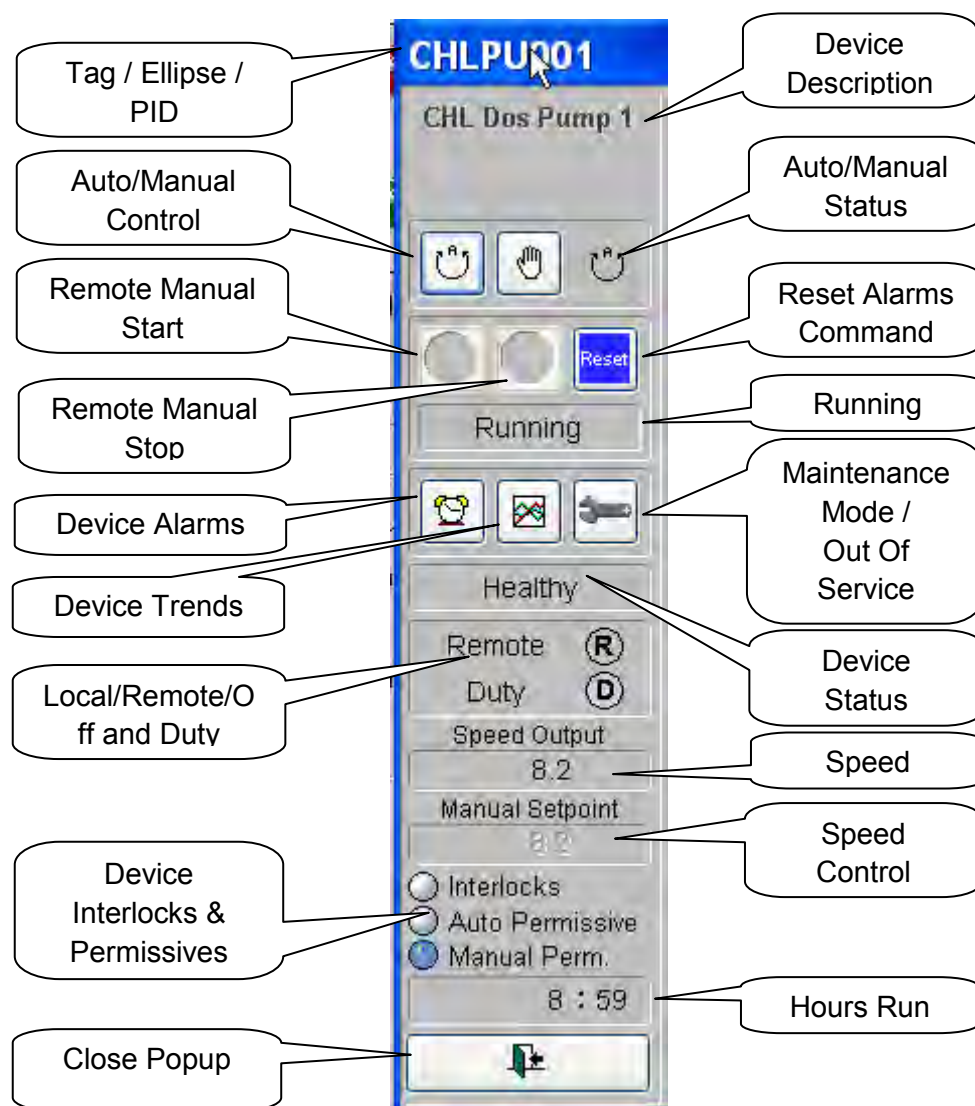 Tag / Ellipse /
PID
Auto/Manual
Control
Remote Manual
Start
Remote Manual
Stop
Device Alarms
Device Trends
Local/Remote/O
ff and Duty
Device
Interlocks &
Permissives
Close Popup
CHLPU001
CHL Dos Pump 1
A
A
Reset
Running
Healthy
Remote R
Duty D
Speed Output
8.2
Manual Setpoint
8.2
Interlocks
Auto Permissive
Manual Perm.
8 : 59
Device
Description
Auto/Manual
Status
Reset Alarms
Command
Running
Maintenance
Mode /
Out Of
Service
Device
Status
Speed
Speed
Control
Hours Run